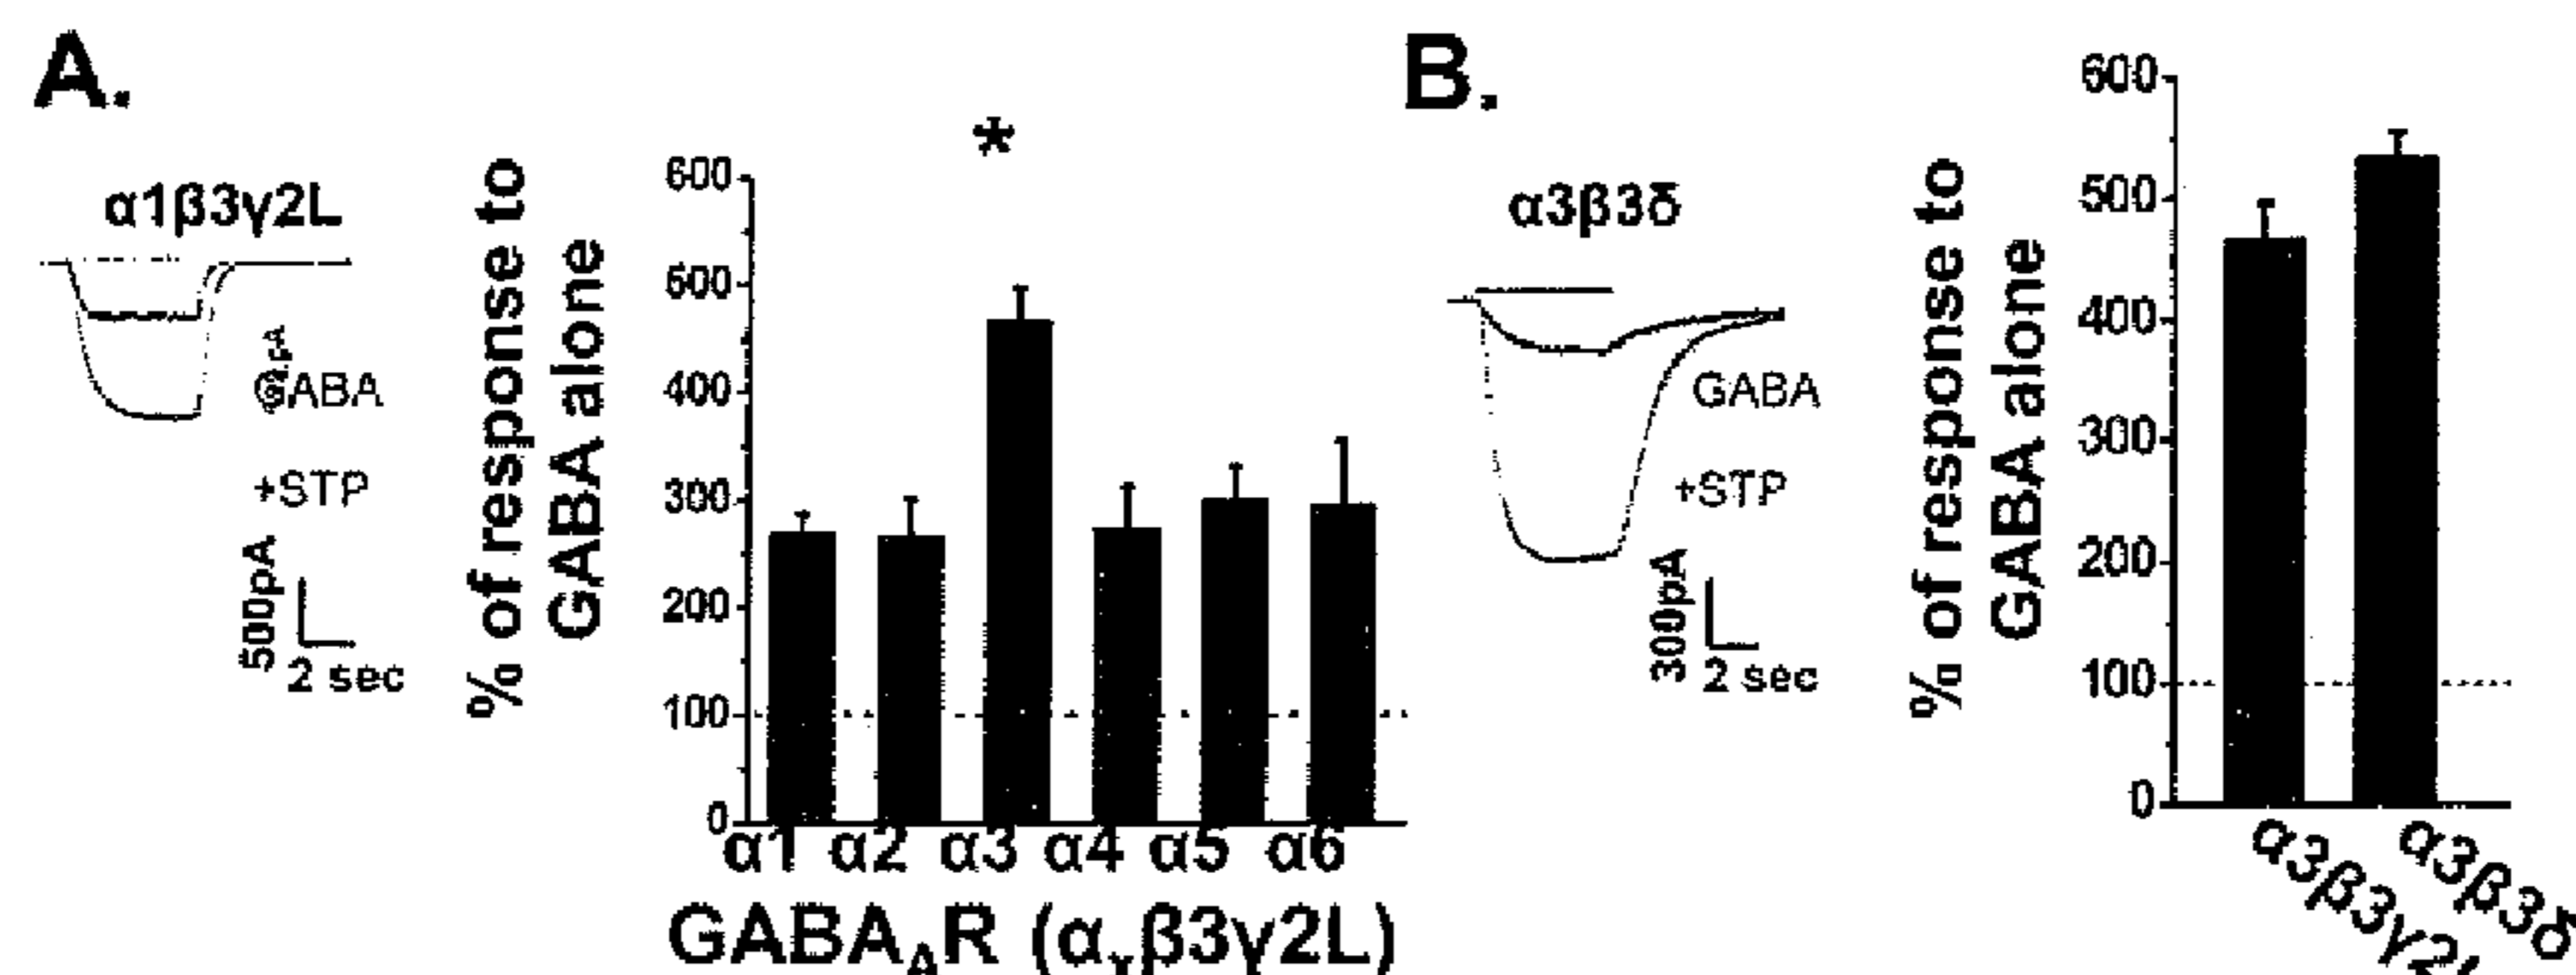 A.
α1β3γ2L
GABA
+STP
500pA
2 sec
% of response to
GABA alone
*
600
500
400
300
200
100
0
α1 α2 α3 α4 α5 α6
GABA_AR (α_xβ3γ2L)
B.
α3β3δ
GABA
+STP
300pA
2 sec
% of response to
GABA alone
600
500
400
300
200
100
0
α3β3γ2L
α3β3δ